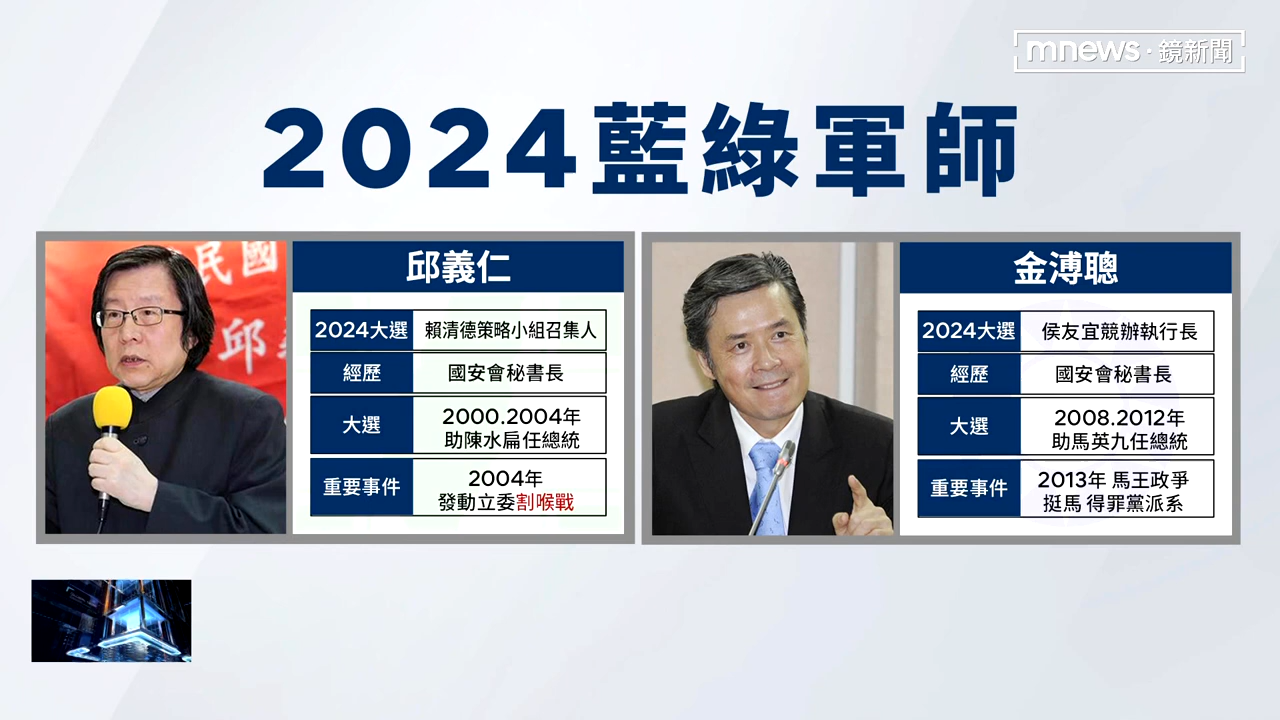 mnews·鏡新聞
2024藍綠軍師
民國
邱
邱義仁
2024大選 賴清德策略小組召集人
經歷 國安會秘書長
大選 2000.2004年
助陳水扁任總統
重要事件 2004年
發動立委割喉戰
金溥聰
2024大選 侯友宜競辦執行長
經歷 國安會秘書長
大選 2008.2012年
助馬英九任總統
重要事件 2013年 馬王政爭
挺馬 得罪黨派系